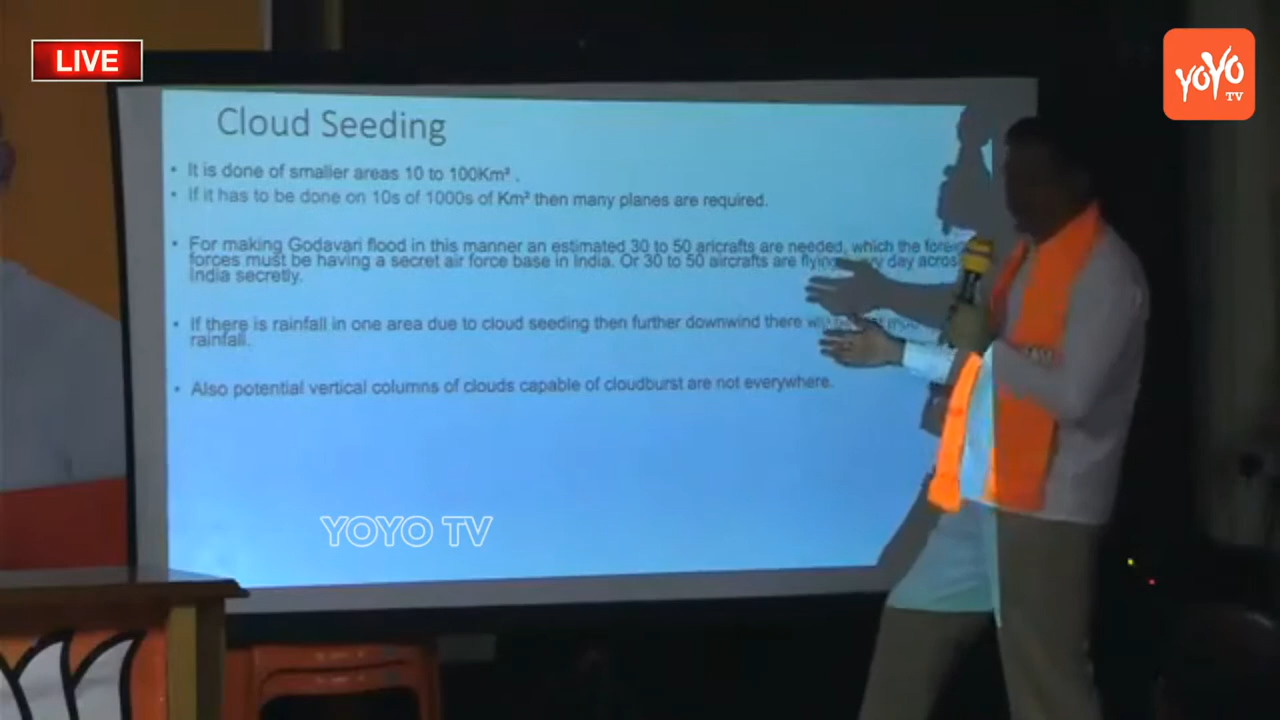 LIVE
YOYO
TV
Cloud Seeding
• It is done of smaller areas 10 to 100Km² .
• If it has to be done on 10s of 1000s of Km² then many planes are required.
• For making Godavari flood in this manner an estimated 30 to 50 aricrafts are needed, which the
forces must be having a secret air force base in India. Or 30 to 50 aircrafts are day
India secretly.
• If there is rainfall in one area due to cloud seeding then further downwind there
rainfall.
• Also potential vertical columns of clouds capable of cloudburst are not everywhere.
YOYO TV